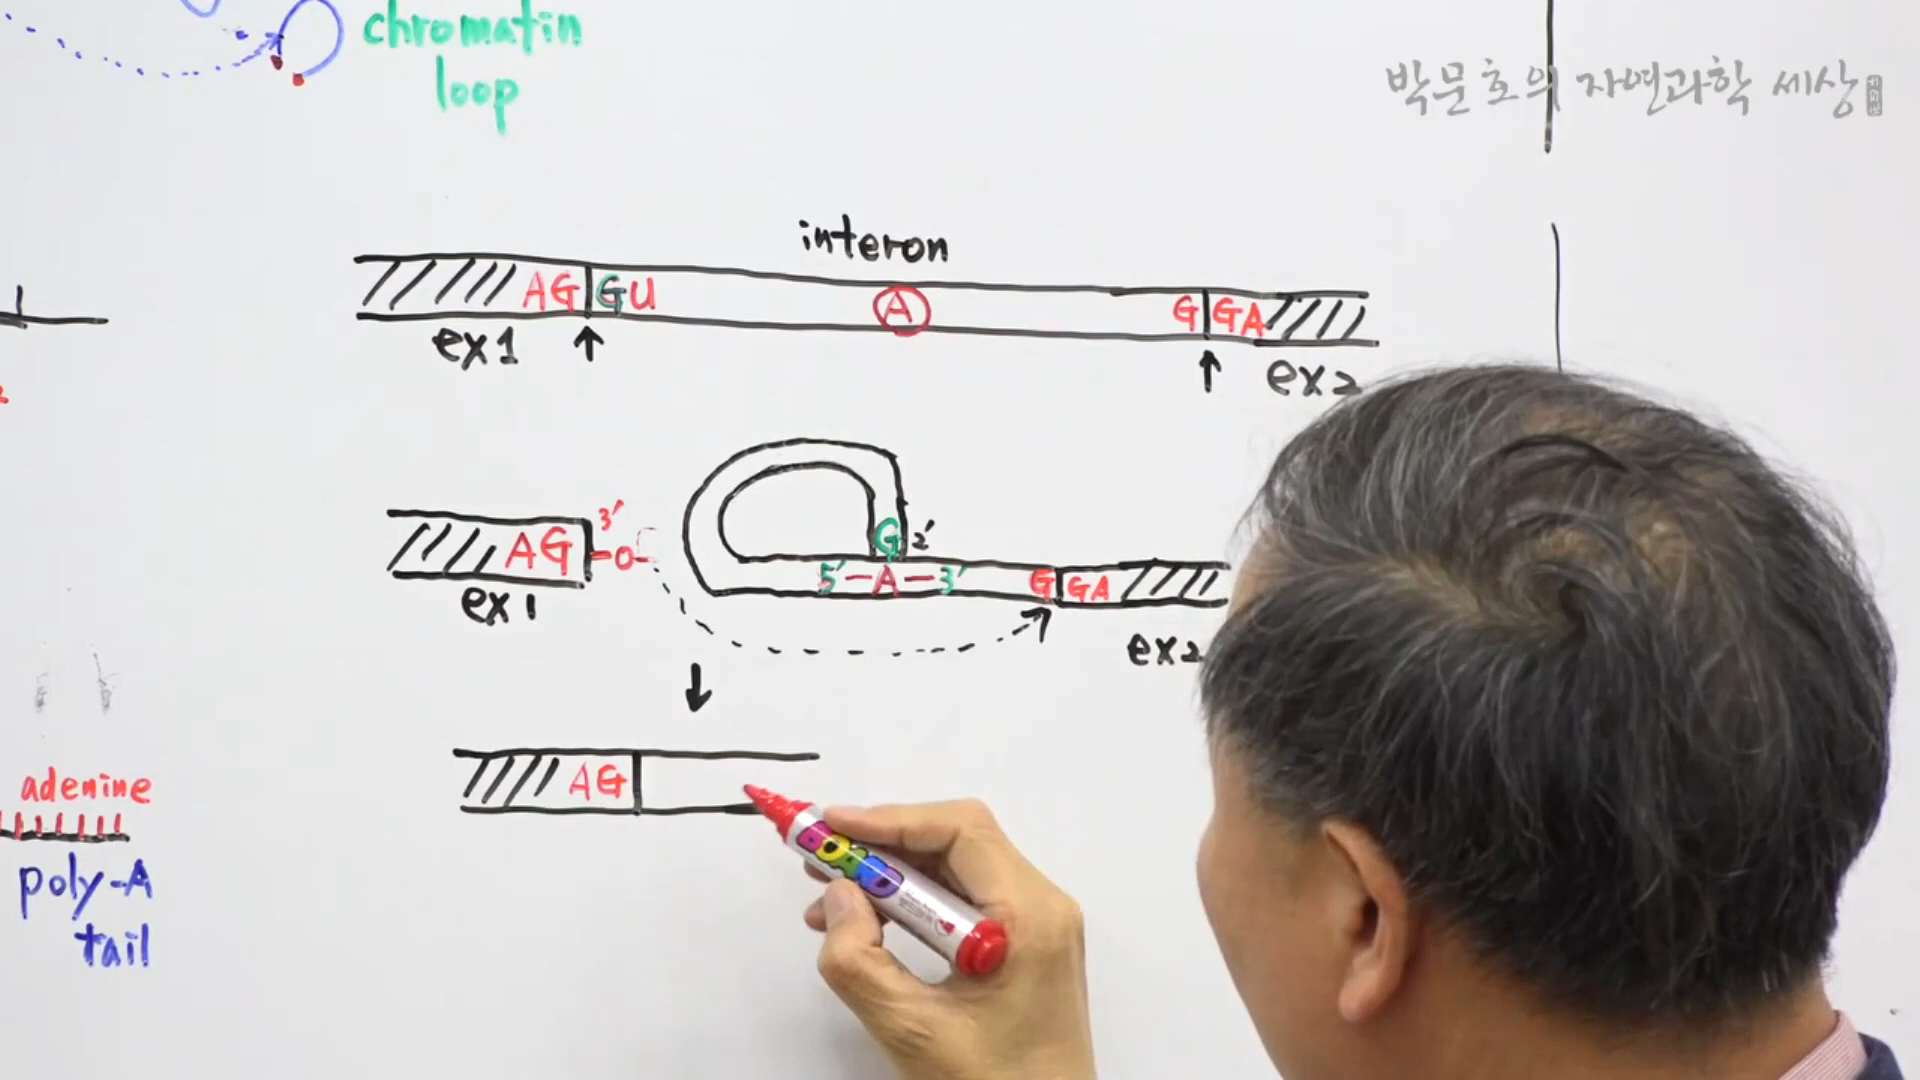 chromatin
loop
박문호의 자연과학 세상
interon
AG GU A G GA
ex1
ex2
3'
G 2'
AG -O- 5'-A-3' G GA
ex1
ex2
AG
adenine
poly-A
tail